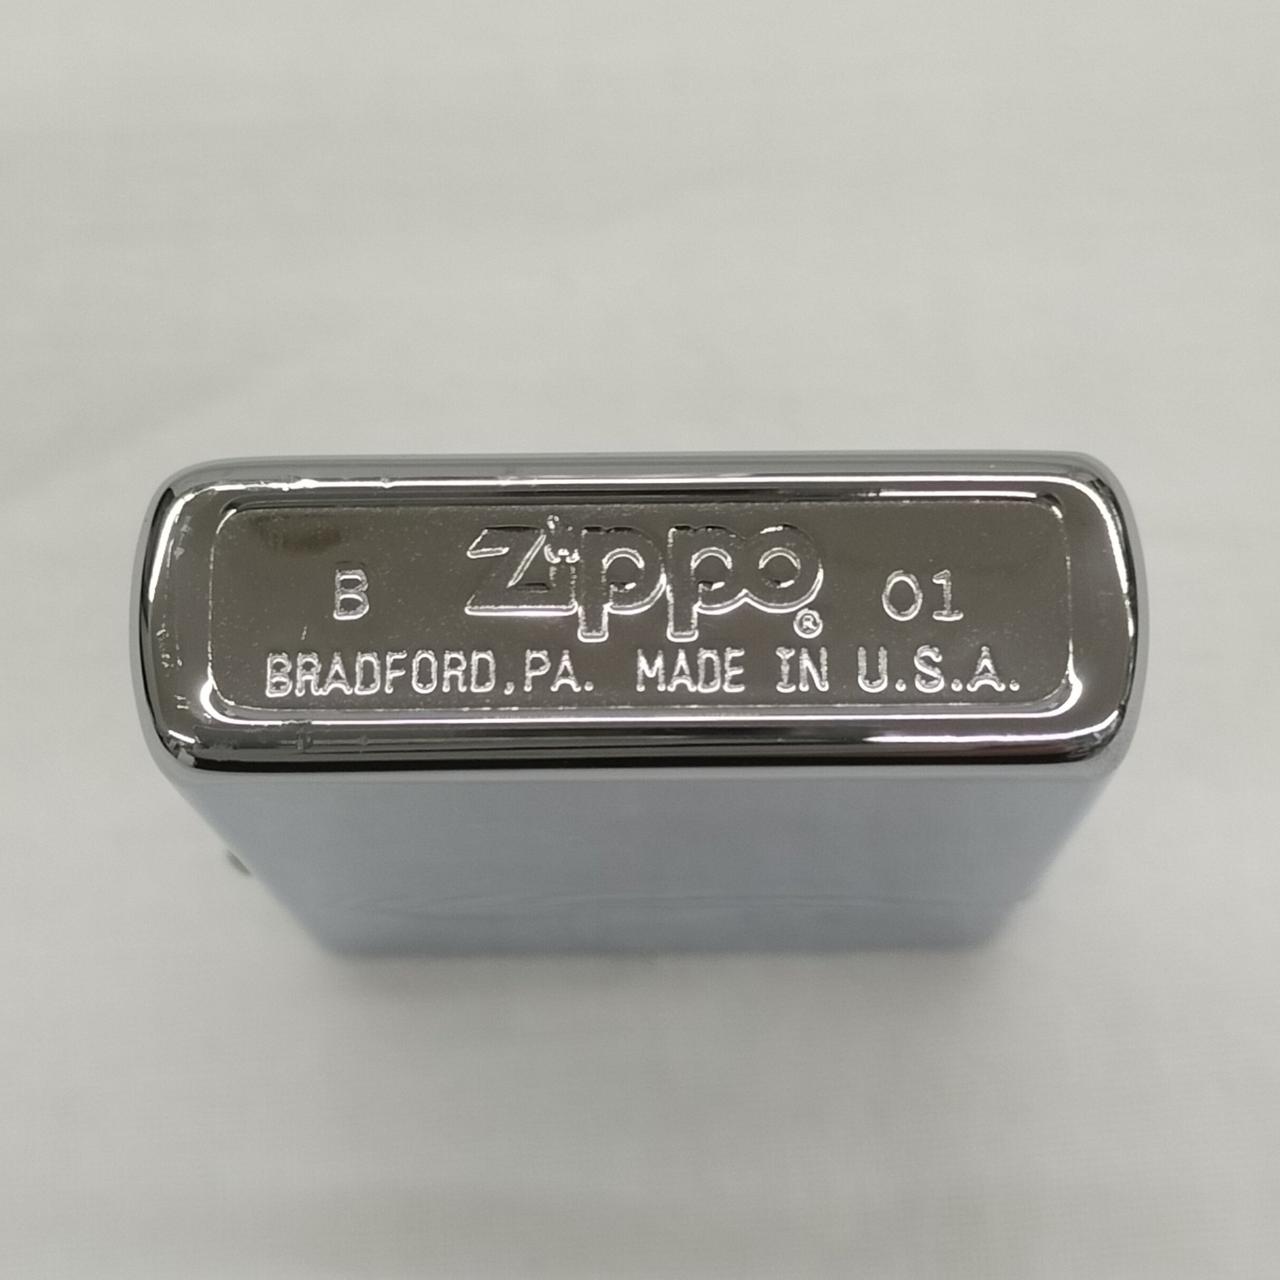 B Zippo® 01
BRADFORD, PA. MADE IN U.S.A.